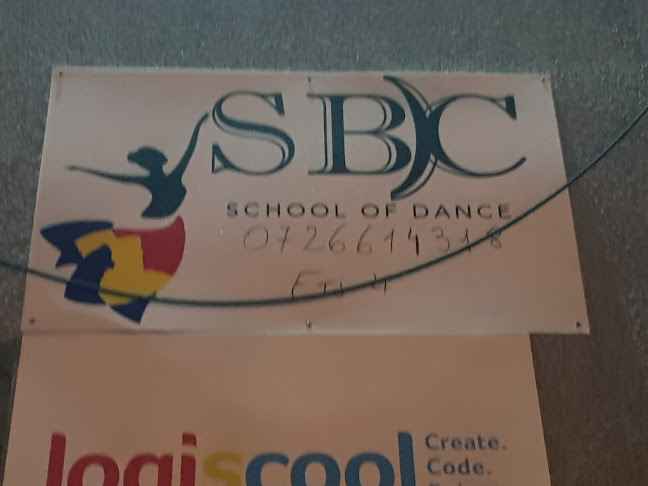 SBC
SCHOOL OF DANCE
0726614318
logiscool
Create.
Code.